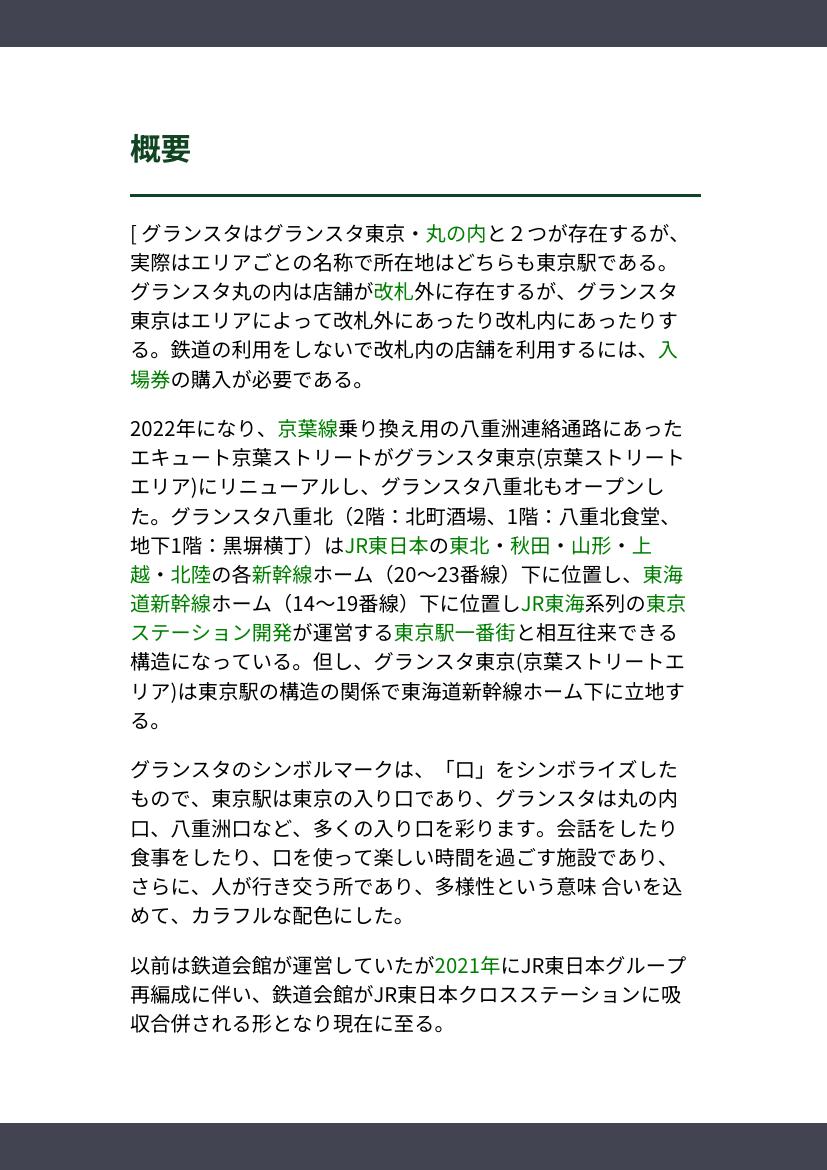 概要
[ グランスタはグランスタ東京・丸の内と２つが存在するが、
実際はエリアごとの名称で所在地はどちらも東京駅である。
グランスタ丸の内は店舗が改札外に存在するが、グランスタ
東京はエリアによって改札外にあったり改札内にあったりす
る。鉄道の利用をしないで改札内の店舗を利用するには、入
場券の購入が必要である。
2022年になり、京葉線乗り換え用の八重洲連絡通路にあった
エキュート京葉ストリートがグランスタ東京(京葉ストリート
エリア)にリニューアルし、グランスタ八重北もオープンし
た。グランスタ八重北（2階：北町酒場、1階：八重北食堂、
地下1階：黒塀横丁）はJR東日本の東北・秋田・山形・上
越・北陸の各新幹線ホーム（20〜23番線）下に位置し、東海
道新幹線ホーム（14〜19番線）下に位置しJR東海系列の東京
ステーション開発が運営する東京駅一番街と相互往来できる
構造になっている。但し、グランスタ東京(京葉ストリートエ
リア)は東京駅の構造の関係で東海道新幹線ホーム下に立地す
る。
グランスタのシンボルマークは、「口」をシンボライズした
もので、東京駅は東京の入り口であり、グランスタは丸の内
口、八重洲口など、多くの入り口を彩ります。会話をしたり
食事をしたり、口を使って楽しい時間を過ごす施設であり、
さらに、人が行き交う所であり、多様性という意味 合いを込
めて、カラフルな配色にした。
以前は鉄道会館が運営していたが2021年にJR東日本グループ
再編成に伴い、鉄道会館がJR東日本クロスステーションに吸
収合併される形となり現在に至る。